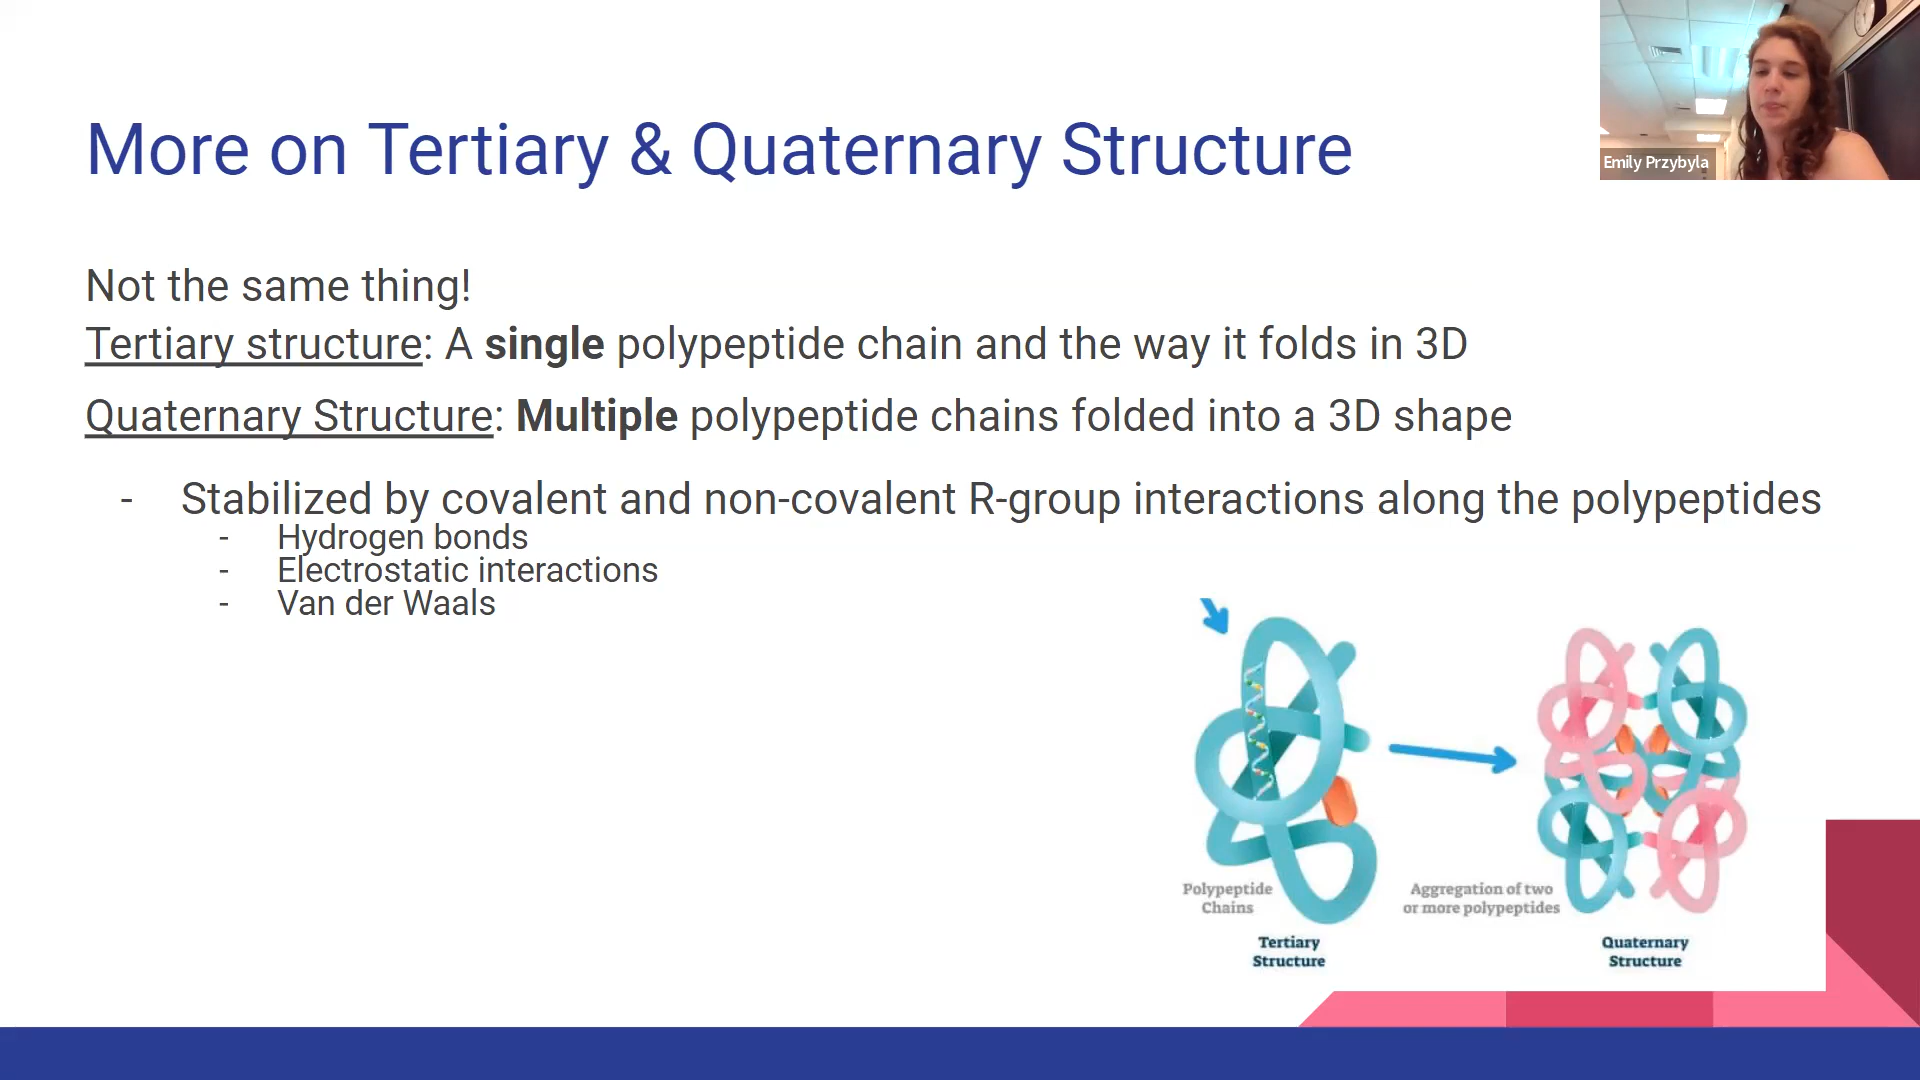 More on Tertiary & Quaternary Structure
Emily Przybyla
Not the same thing!
Tertiary structure: A single polypeptide chain and the way it folds in 3D
Quaternary Structure: Multiple polypeptide chains folded into a 3D shape
- Stabilized by covalent and non-covalent R-group interactions along the polypeptides
- Hydrogen bonds
- Electrostatic interactions
- Van der Waals
Polypeptide
Chains
Tertiary
Structure
Aggregation of two
or more polypeptides
Quaternary
Structure